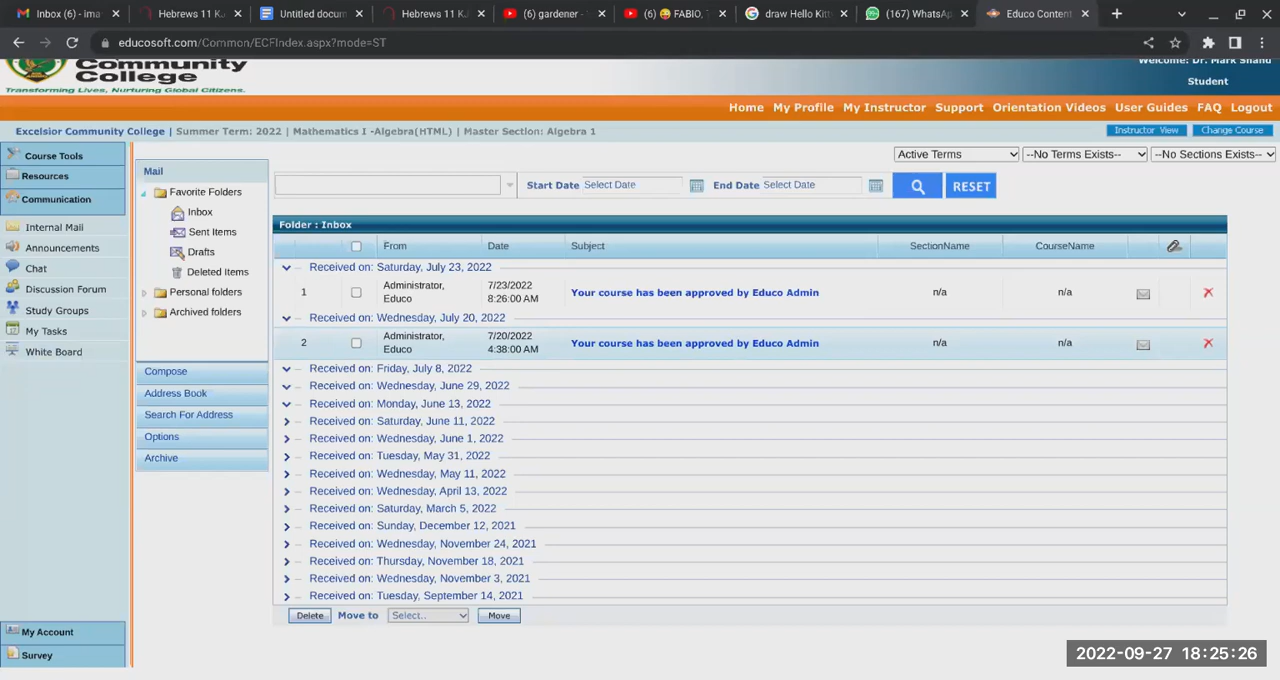 Inbox (6) - ima
Hebrews 11 KJ
Untitled docum
Hebrews 11 KJ
(6) gardener -
(6) 😜 FABIO,
draw Hello Kitt
(167) WhatsAp
Educo Content
educosoft.com/Common/ECFIndex.aspx?mode=ST
Community
College
Transforming Lives, Nurturing Global Citizens.
Welcome: Dr. Mark Shand
Student
Home My Profile My Instructor Support Orientation Videos User Guides FAQ Logout
Excelsior Community College | Summer Term: 2022 | Mathematics I -Algebra(HTML) | Master Section: Algebra 1
Instructor View Change Course
Course Tools
Resources
Communication
Internal Mail
Announcements
Chat
Discussion Forum
Study Groups
My Tasks
White Board
My Account
Survey
Mail
Favorite Folders
Inbox
Sent Items
Drafts
Deleted Items
Personal folders
Archived folders
Compose
Address Book
Search For Address
Options
Archive
Active Terms --No Terms Exists-- --No Sections Exists--
Start Date Select Date End Date Select Date RESET
Folder : Inbox
From Date Subject SectionName CourseName
Received on: Saturday, July 23, 2022
1 Administrator, Educo 7/23/2022 8:26:00 AM Your course has been approved by Educo Admin n/a n/a
Received on: Wednesday, July 20, 2022
2 Administrator, Educo 7/20/2022 4:38:00 AM Your course has been approved by Educo Admin n/a n/a
Received on: Friday, July 8, 2022
Received on: Wednesday, June 29, 2022
Received on: Monday, June 13, 2022
Received on: Saturday, June 11, 2022
Received on: Wednesday, June 1, 2022
Received on: Tuesday, May 31, 2022
Received on: Wednesday, May 11, 2022
Received on: Wednesday, April 13, 2022
Received on: Saturday, March 5, 2022
Received on: Sunday, December 12, 2021
Received on: Wednesday, November 24, 2021
Received on: Thursday, November 18, 2021
Received on: Wednesday, November 3, 2021
Received on: Tuesday, September 14, 2021
Delete Move to Select.. Move
2022-09-27 18:25:26